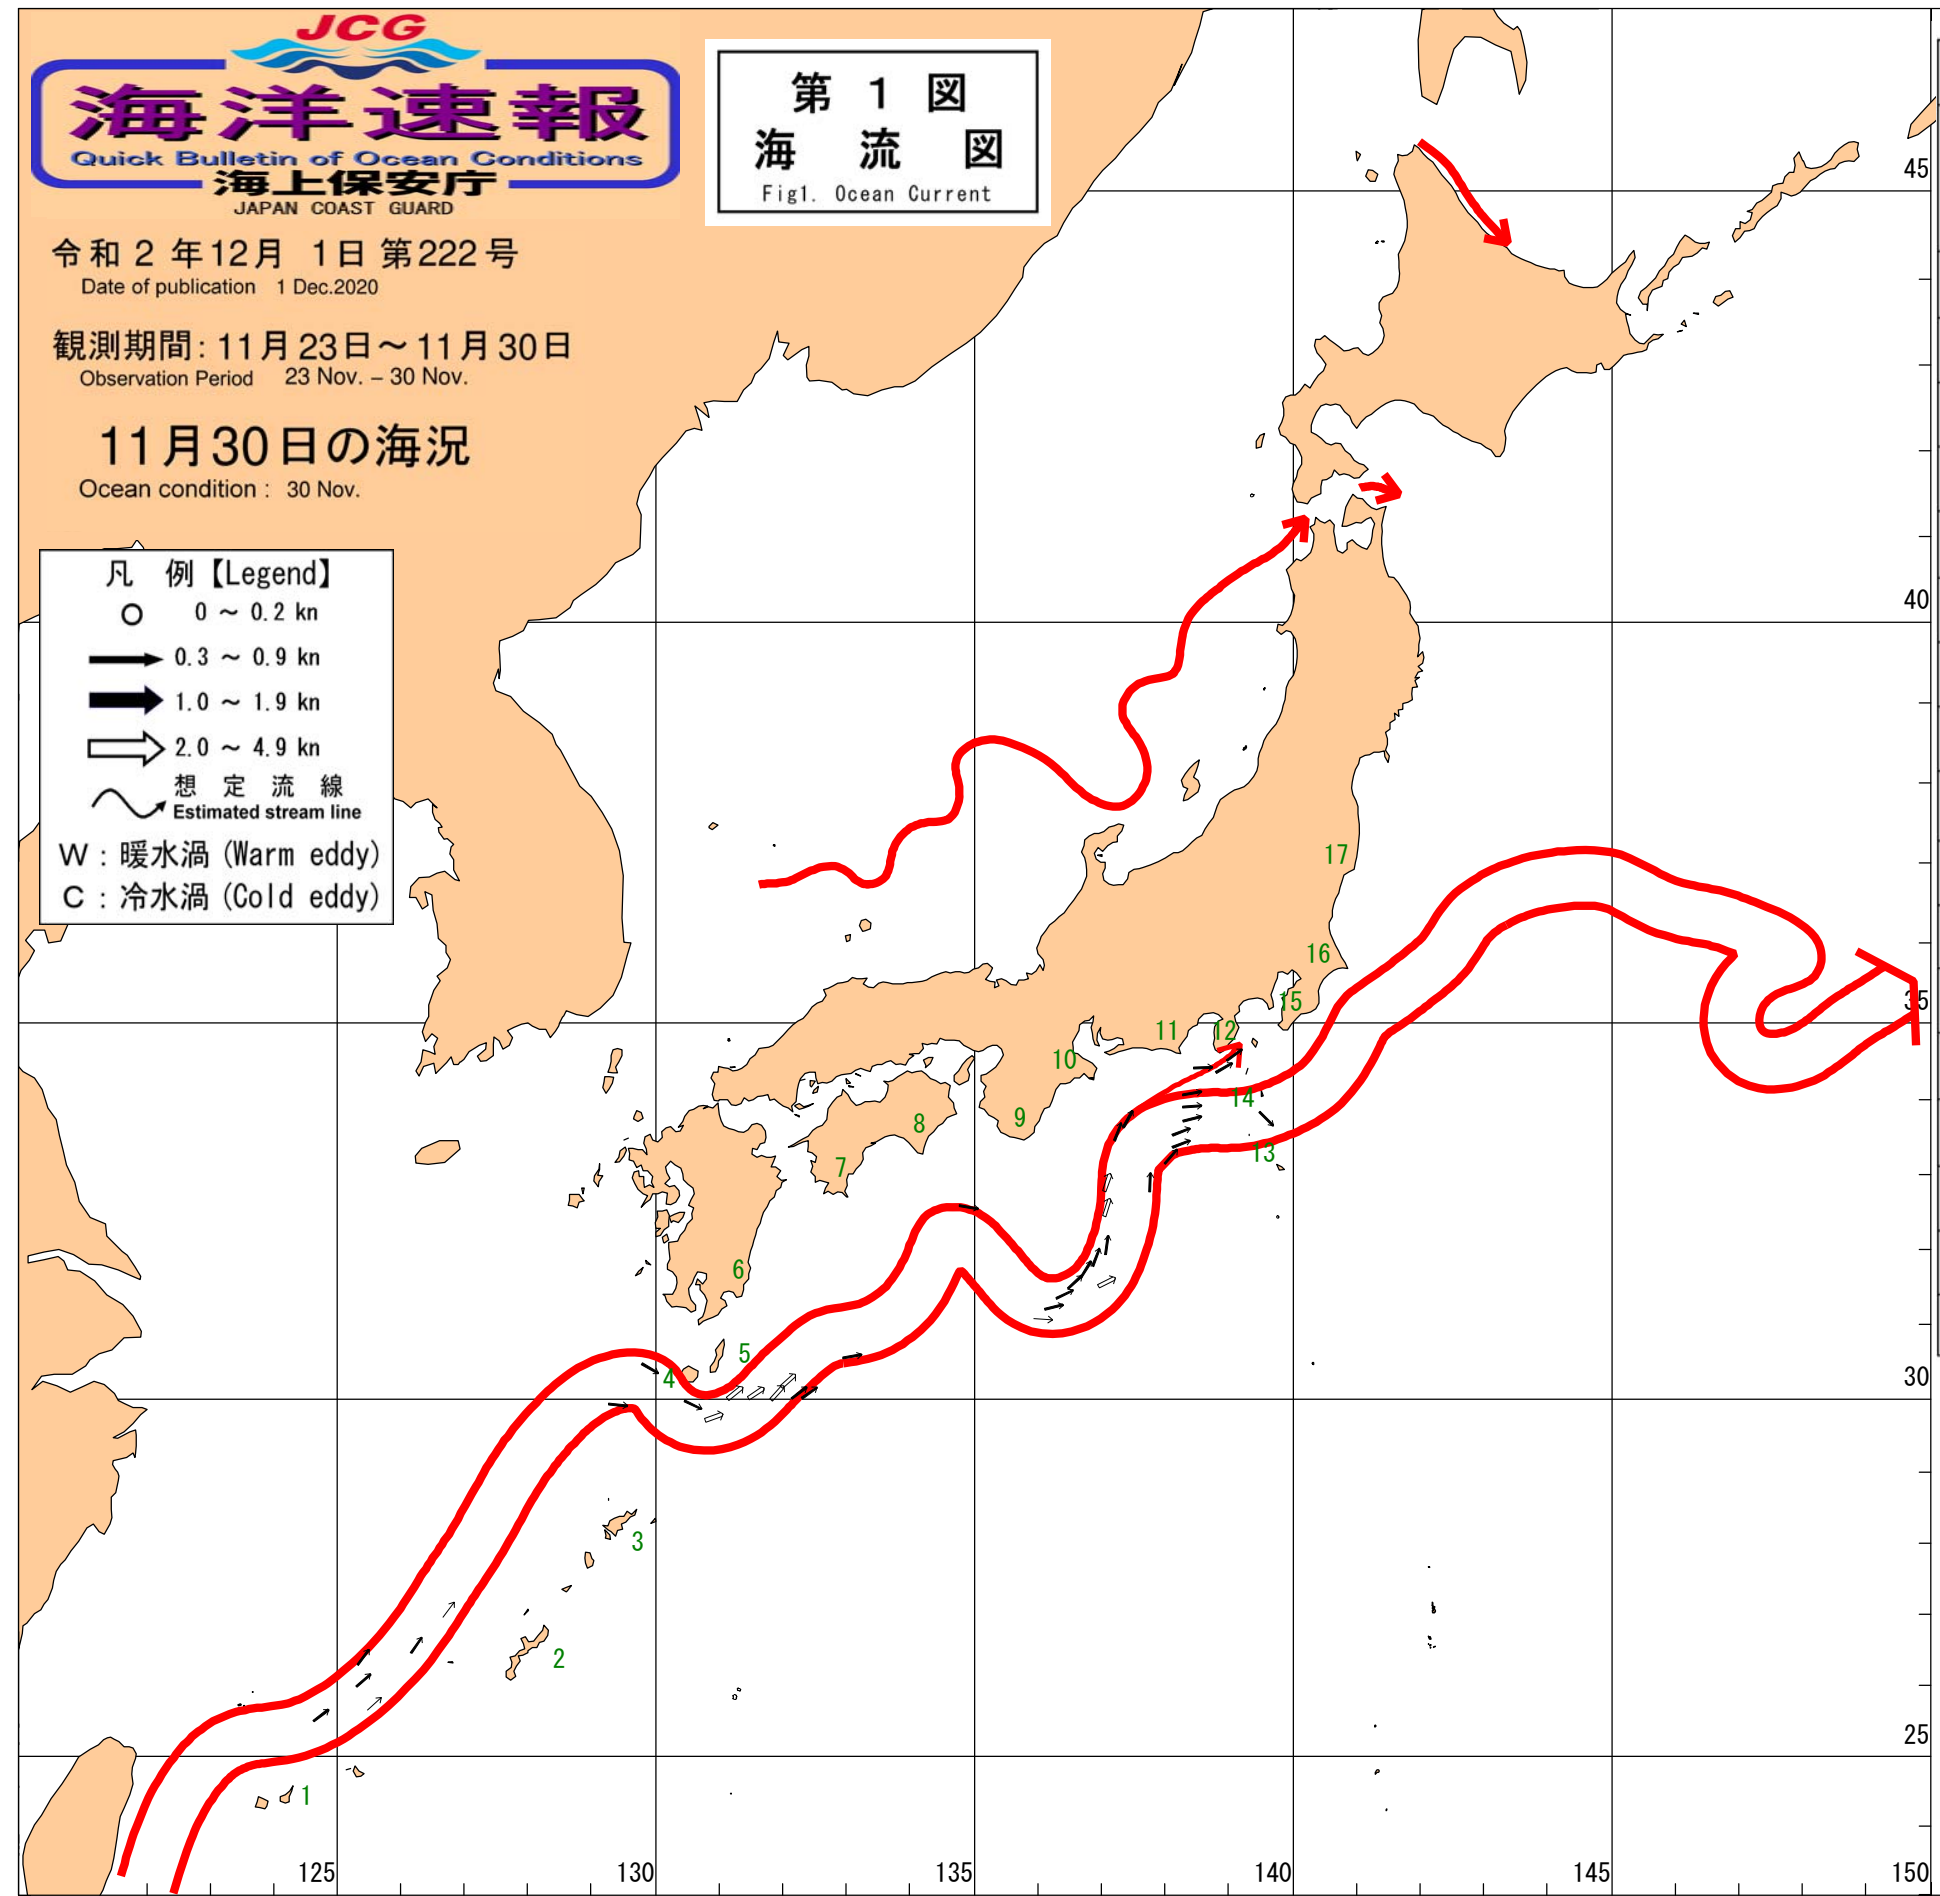 JCG
海洋速報
Quick Bulletin of Ocean Conditions
海上保安庁
JAPAN COAST GUARD
第 1 図
海 流 図
Fig1. Ocean Current
令和 2 年12月 1日 第222号
Date of publication 1 Dec.2020
観測期間: 11月23日～11月30日
Observation Period 23 Nov. – 30 Nov.
11月30日の海況
Ocean condition : 30 Nov.
凡 例【Legend】
0 ～ 0.2 kn
0.3 ～ 0.9 kn
1.0 ～ 1.9 kn
2.0 ～ 4.9 kn
想 定 流 線
Estimated stream line
W : 暖水渦 (Warm eddy)
C : 冷水渦 (Cold eddy)
45
40
17
16
35
15
12
11
10
14
9
8
13
7
6
5
4
30
3
2
25
1
125
130
135
140
145
150